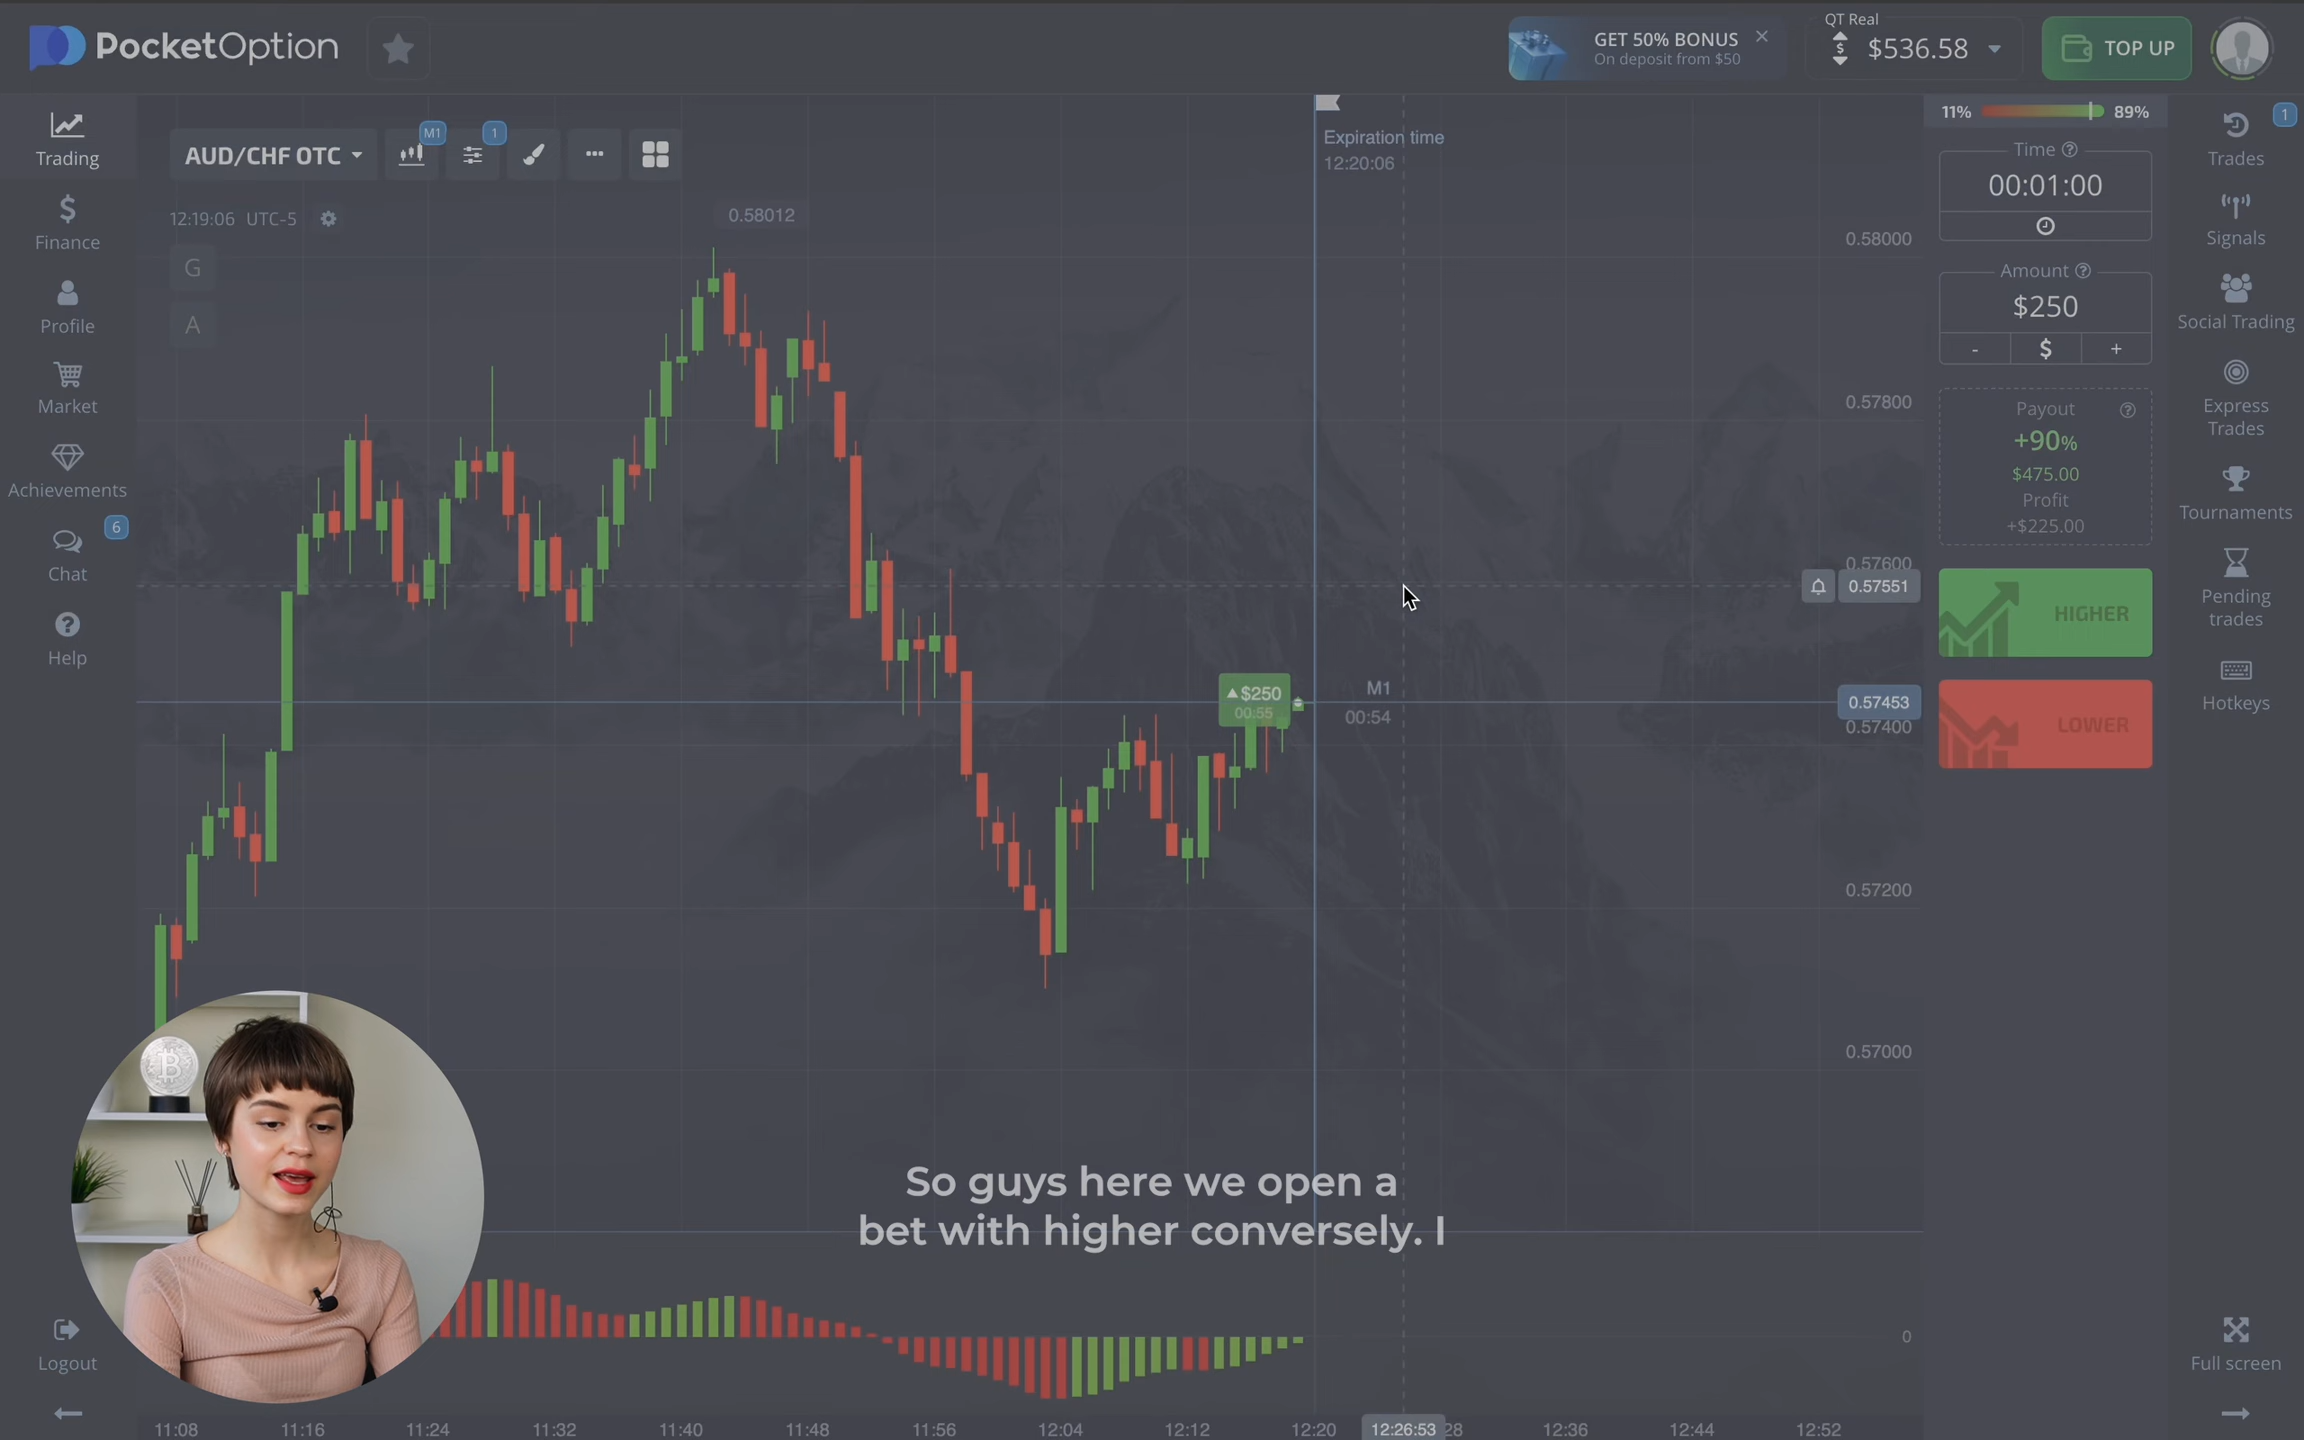 PocketOption
GET 50% BONUS
On deposit from $50
QT Real
$536.58
TOP UP
Trading
Finance
Profile
Market
Achievements
6
Chat
Help
Logout
AUD/CHF OTC
M1
1
12:19:06 UTC-5
G
A
0.58012
Expiration time
12:20:06
0.58000
0.57800
0.57600
0.57551
0.57453
0.57400
0.57200
0.57000
0
$250
00:55
M1
00:54
So guys here we open a
bet with higher conversely. I
11:08
11:16
11:24
11:32
11:40
11:48
11:56
12:04
12:12
12:20
12:26:53
28
12:36
12:44
12:52
11%
89%
Time
00:01:00
Amount
$250
- $ +
Payout
+90%
$475.00
Profit
+$225.00
HIGHER
LOWER
1
Trades
Signals
Social Trading
Express
Trades
Tournaments
Pending
trades
Hotkeys
Full screen